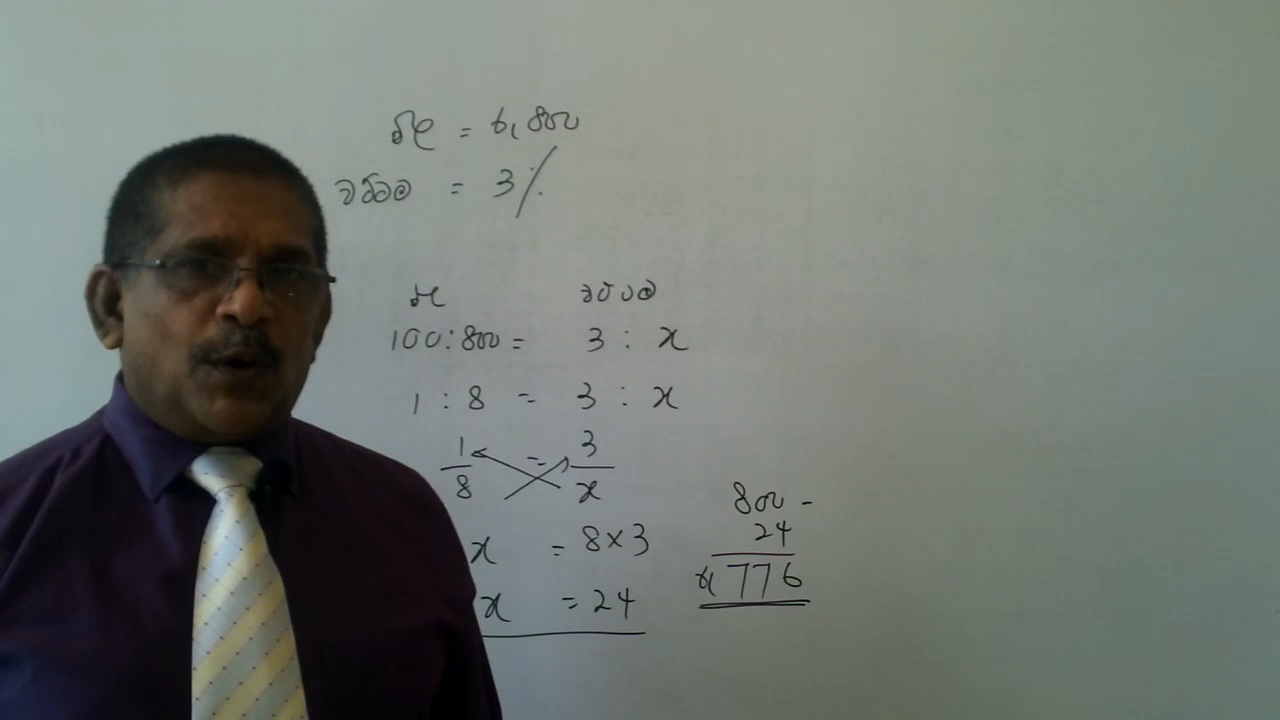 මිල = රු 800
වට්ටම = 3%
මිල වට්ටම
100 : 800 = 3 : x
1 : 8 = 3 : x
1/8 = 3/x
x = 8 × 3
x = 24
800 -
24
රු 776